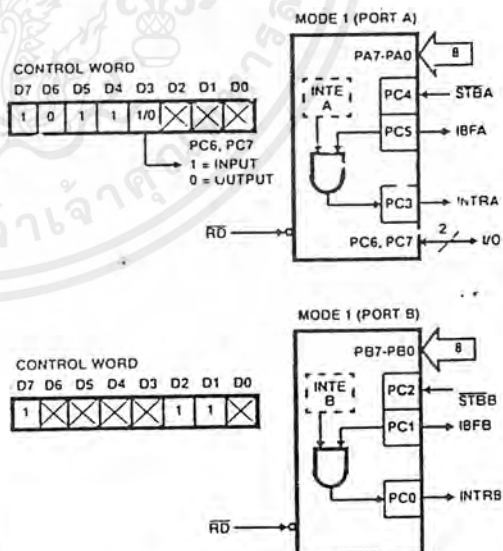 MODE 1 (PORT A)
CONTROL WORD
D7 D6 D5 D4 D3 D2 D1 D0
1 0 1 1 1/0
PC6, PC7
1 = INPUT
0 = OUTPUT
PA7-PA0
8
INTE
A
PC4
STBA
PC5
IBFA
PC3
INTRA
RD
PC6, PC7
2
I/O
MODE 1 (PORT B)
CONTROL WORD
D7 D6 D5 D4 D3 D2 D1 D0
1 1 1
PB7-PB0
8
INTE
B
PC2
STBB
PC1
IBFB
PC0
INTRB
RD